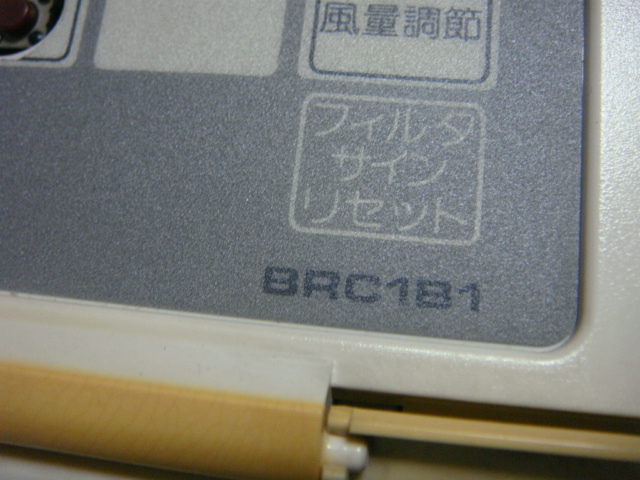 風量調節
フィルタ
サイン
リセット
BRC1B1